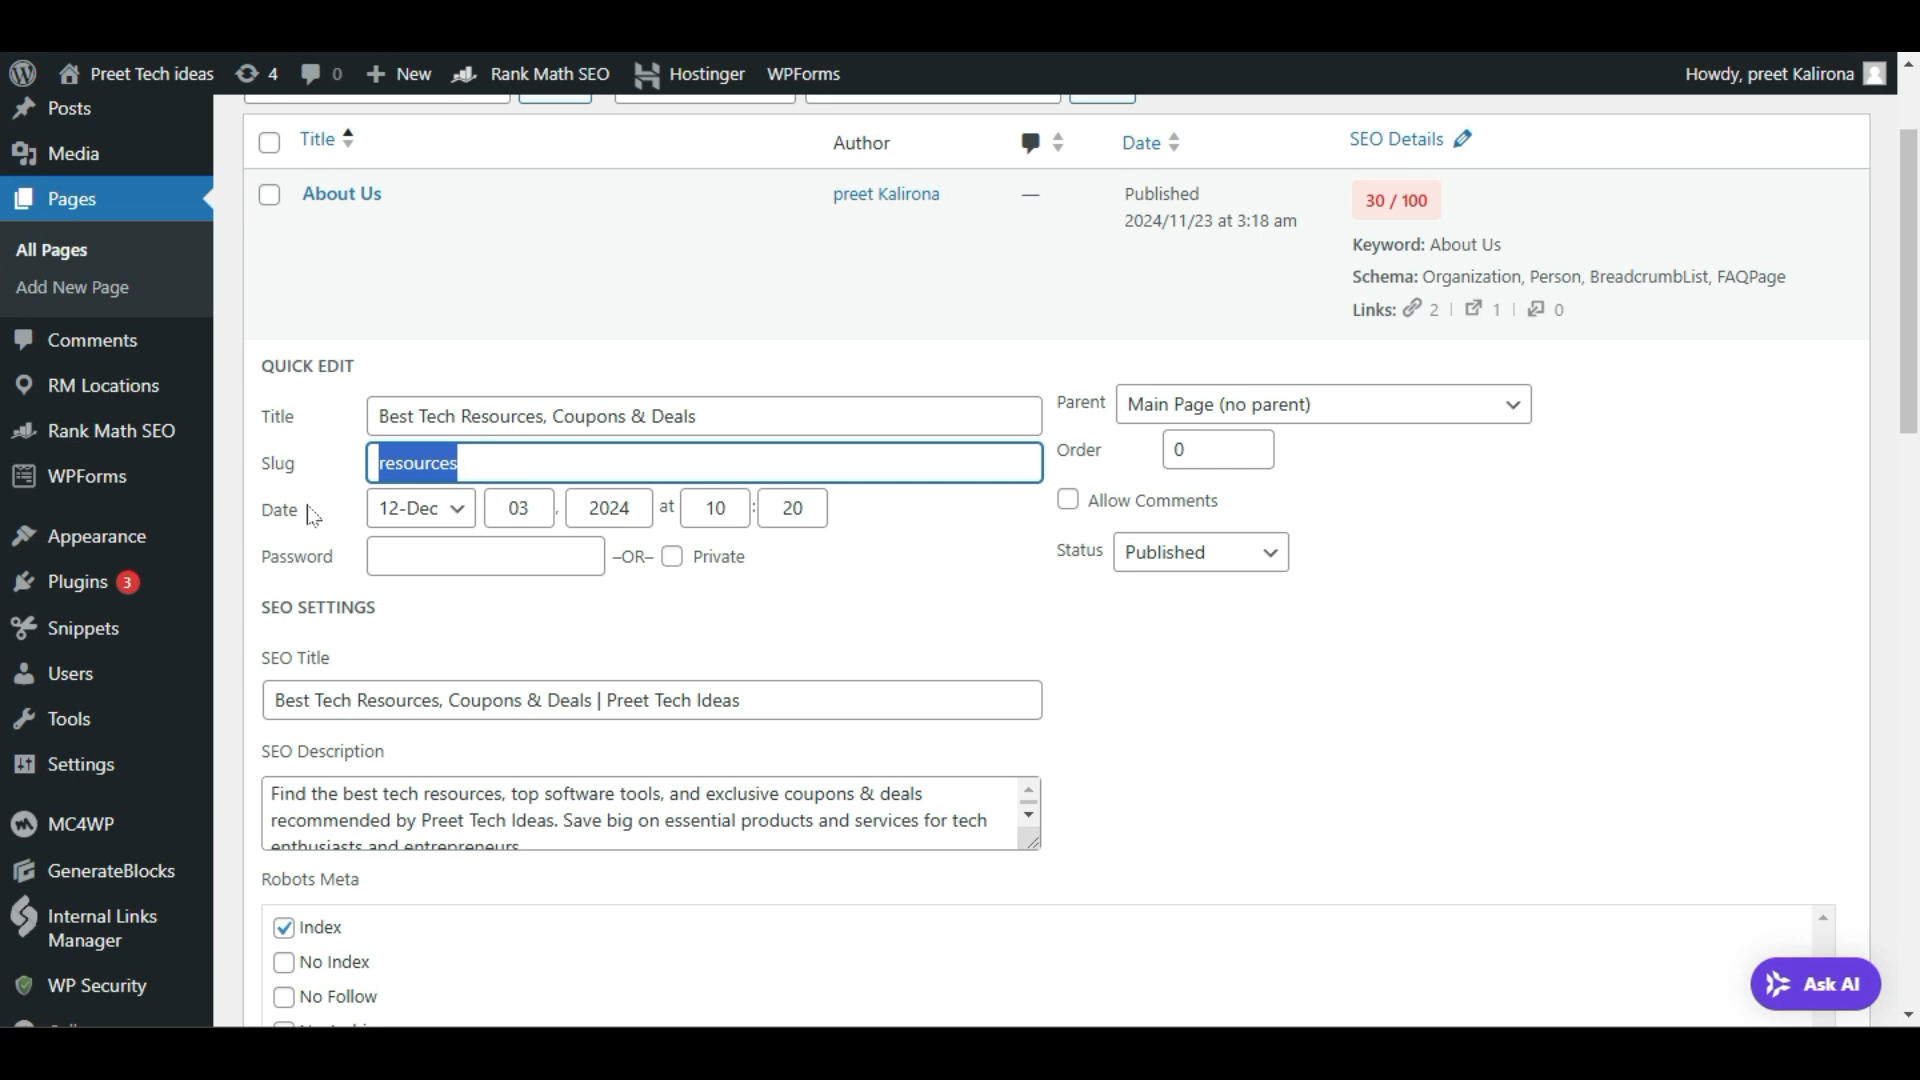 Preet Tech ideas 4 0 New Rank Math SEO Hostinger WPForms Howdy, preet Kalirona
Posts
Media
Pages
All Pages
Add New Page
Comments
RM Locations
Rank Math SEO
WPForms
Appearance
Plugins 3
Snippets
Users
Tools
Settings
MC4WP
GenerateBlocks
Internal Links
Manager
WP Security
Title Author Date SEO Details
About Us preet Kalirona — Published
2024/11/23 at 3:18 am
30 / 100
Keyword: About Us
Schema: Organization, Person, BreadcrumbList, FAQPage
Links: 2 | 1 | 0
QUICK EDIT
Title Best Tech Resources, Coupons & Deals
Slug resources
Date 12-Dec 03 , 2024 at 10 : 20
Password –OR– Private
Parent Main Page (no parent)
Order 0
Allow Comments
Status Published
SEO SETTINGS
SEO Title
Best Tech Resources, Coupons & Deals | Preet Tech Ideas
SEO Description
Find the best tech resources, top software tools, and exclusive coupons & deals
recommended by Preet Tech Ideas. Save big on essential products and services for tech
enthusiasts and entrepreneurs
Robots Meta
Index
No Index
No Follow
Ask AI